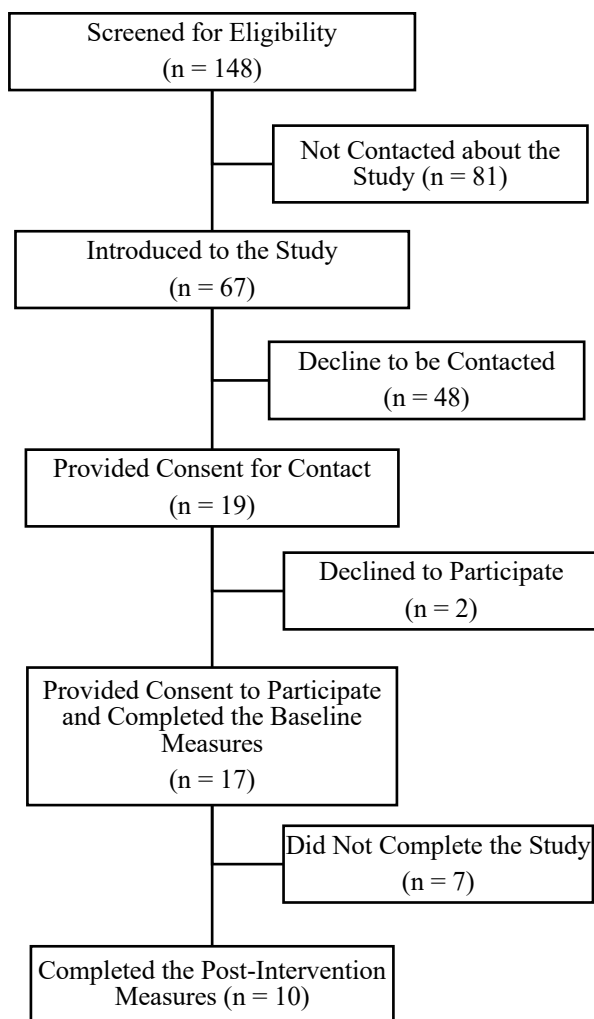 Screened for Eligibility
(n = 148)
Not Contacted about the
Study (n = 81)
Introduced to the Study
(n = 67)
Decline to be Contacted
(n = 48)
Provided Consent for Contact
(n = 19)
Declined to Participate
(n = 2)
Provided Consent to Participate
and Completed the Baseline
Measures
(n = 17)
Did Not Complete the Study
(n = 7)
Completed the Post-Intervention
Measures (n = 10)